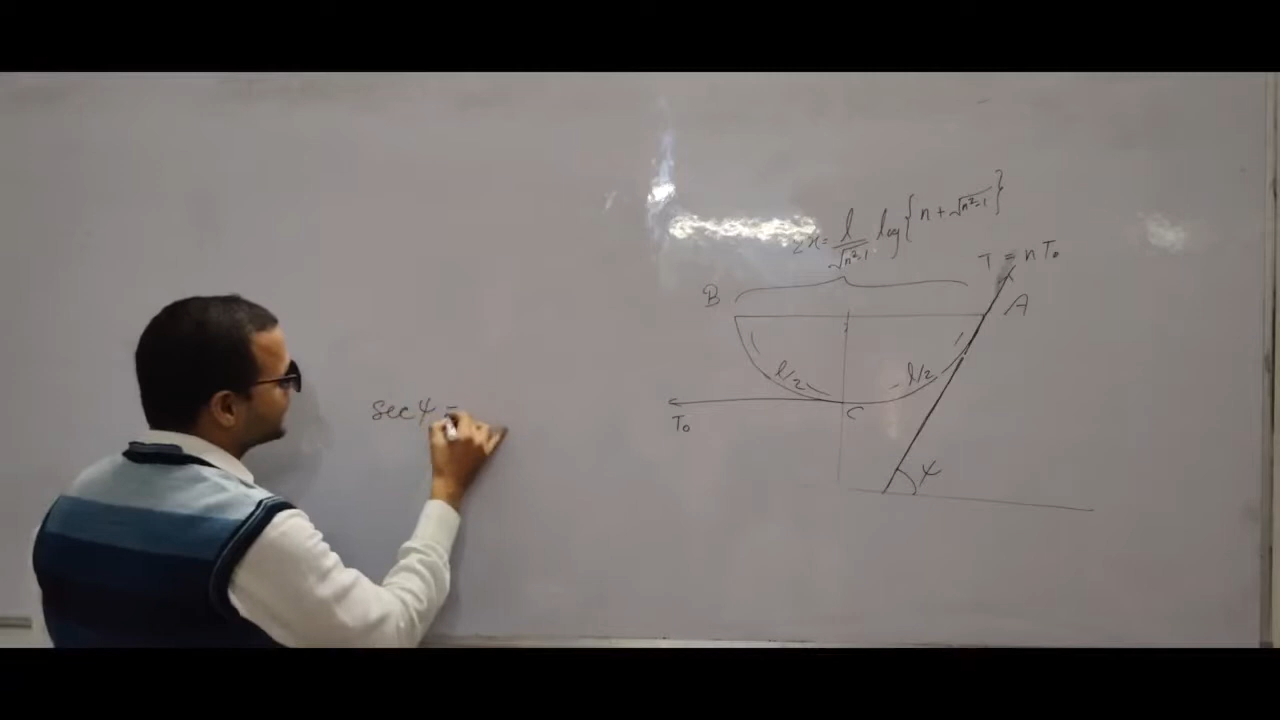 2x = l/√n²-1 log{n + √n²-1}
T = nT₀
B
A
l/2
l/2
C
T₀
sec ψ =
ψ